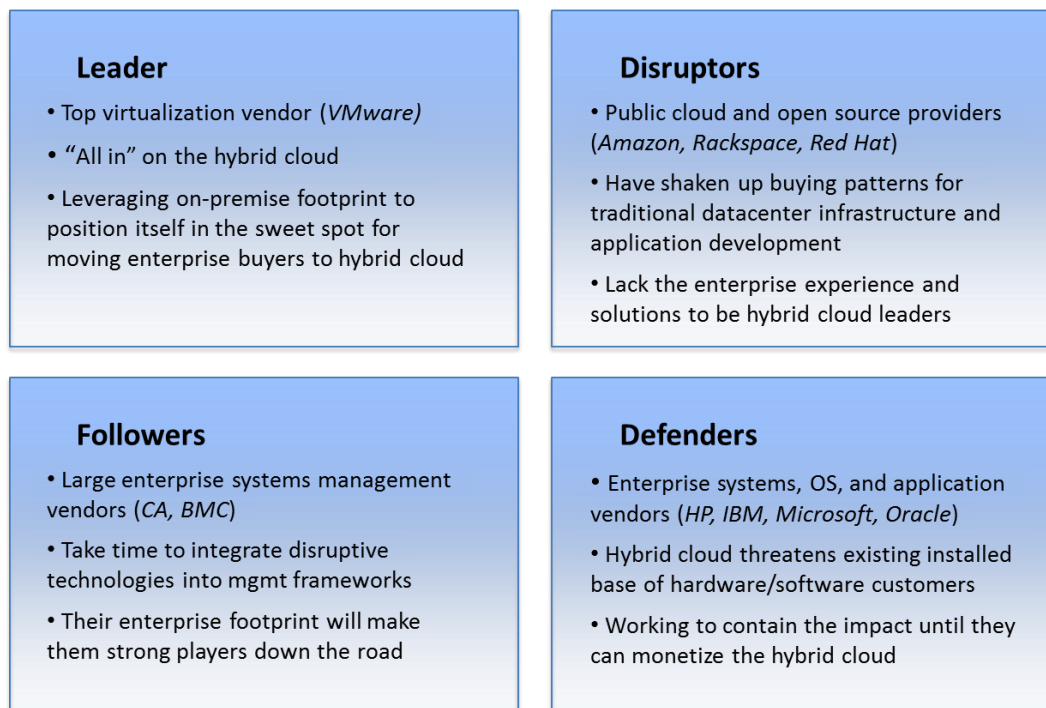 Leader
• Top virtualization vendor (VMware)
• “All in” on the hybrid cloud
• Leveraging on-premise footprint to
position itself in the sweet spot for
moving enterprise buyers to hybrid cloud
Disruptors
• Public cloud and open source providers
(Amazon, Rackspace, Red Hat)
• Have shaken up buying patterns for
traditional datacenter infrastructure and
application development
• Lack the enterprise experience and
solutions to be hybrid cloud leaders
Followers
• Large enterprise systems management
vendors (CA, BMC)
• Take time to integrate disruptive
technologies into mgmt frameworks
• Their enterprise footprint will make
them strong players down the road
Defenders
• Enterprise systems, OS, and application
vendors (HP, IBM, Microsoft, Oracle)
• Hybrid cloud threatens existing installed
base of hardware/software customers
• Working to contain the impact until they
can monetize the hybrid cloud